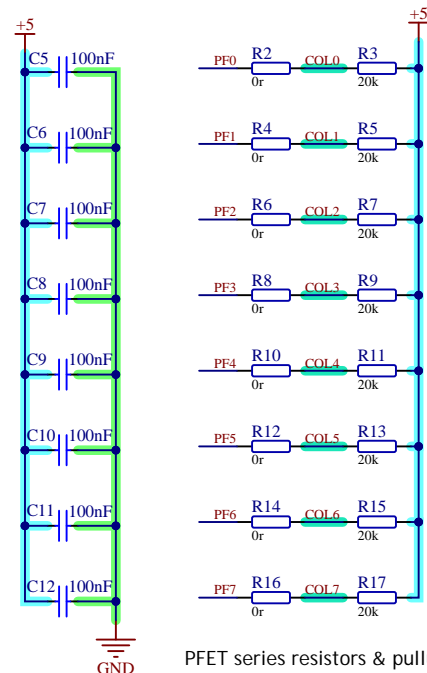 +5
+5
C5 100nF
PF0 R2 COL0 R3
0r 20k
C6 100nF
PF1 R4 COL1 R5
0r 20k
C7 100nF
PF2 R6 COL2 R7
0r 20k
C8 100nF
PF3 R8 COL3 R9
0r 20k
C9 100nF
PF4 R10 COL4 R11
0r 20k
C10 100nF
PF5 R12 COL5 R13
0r 20k
C11 100nF
PF6 R14 COL6 R15
0r 20k
C12 100nF
PF7 R16 COL7 R17
0r 20k
GND
PFET series resistors & pull